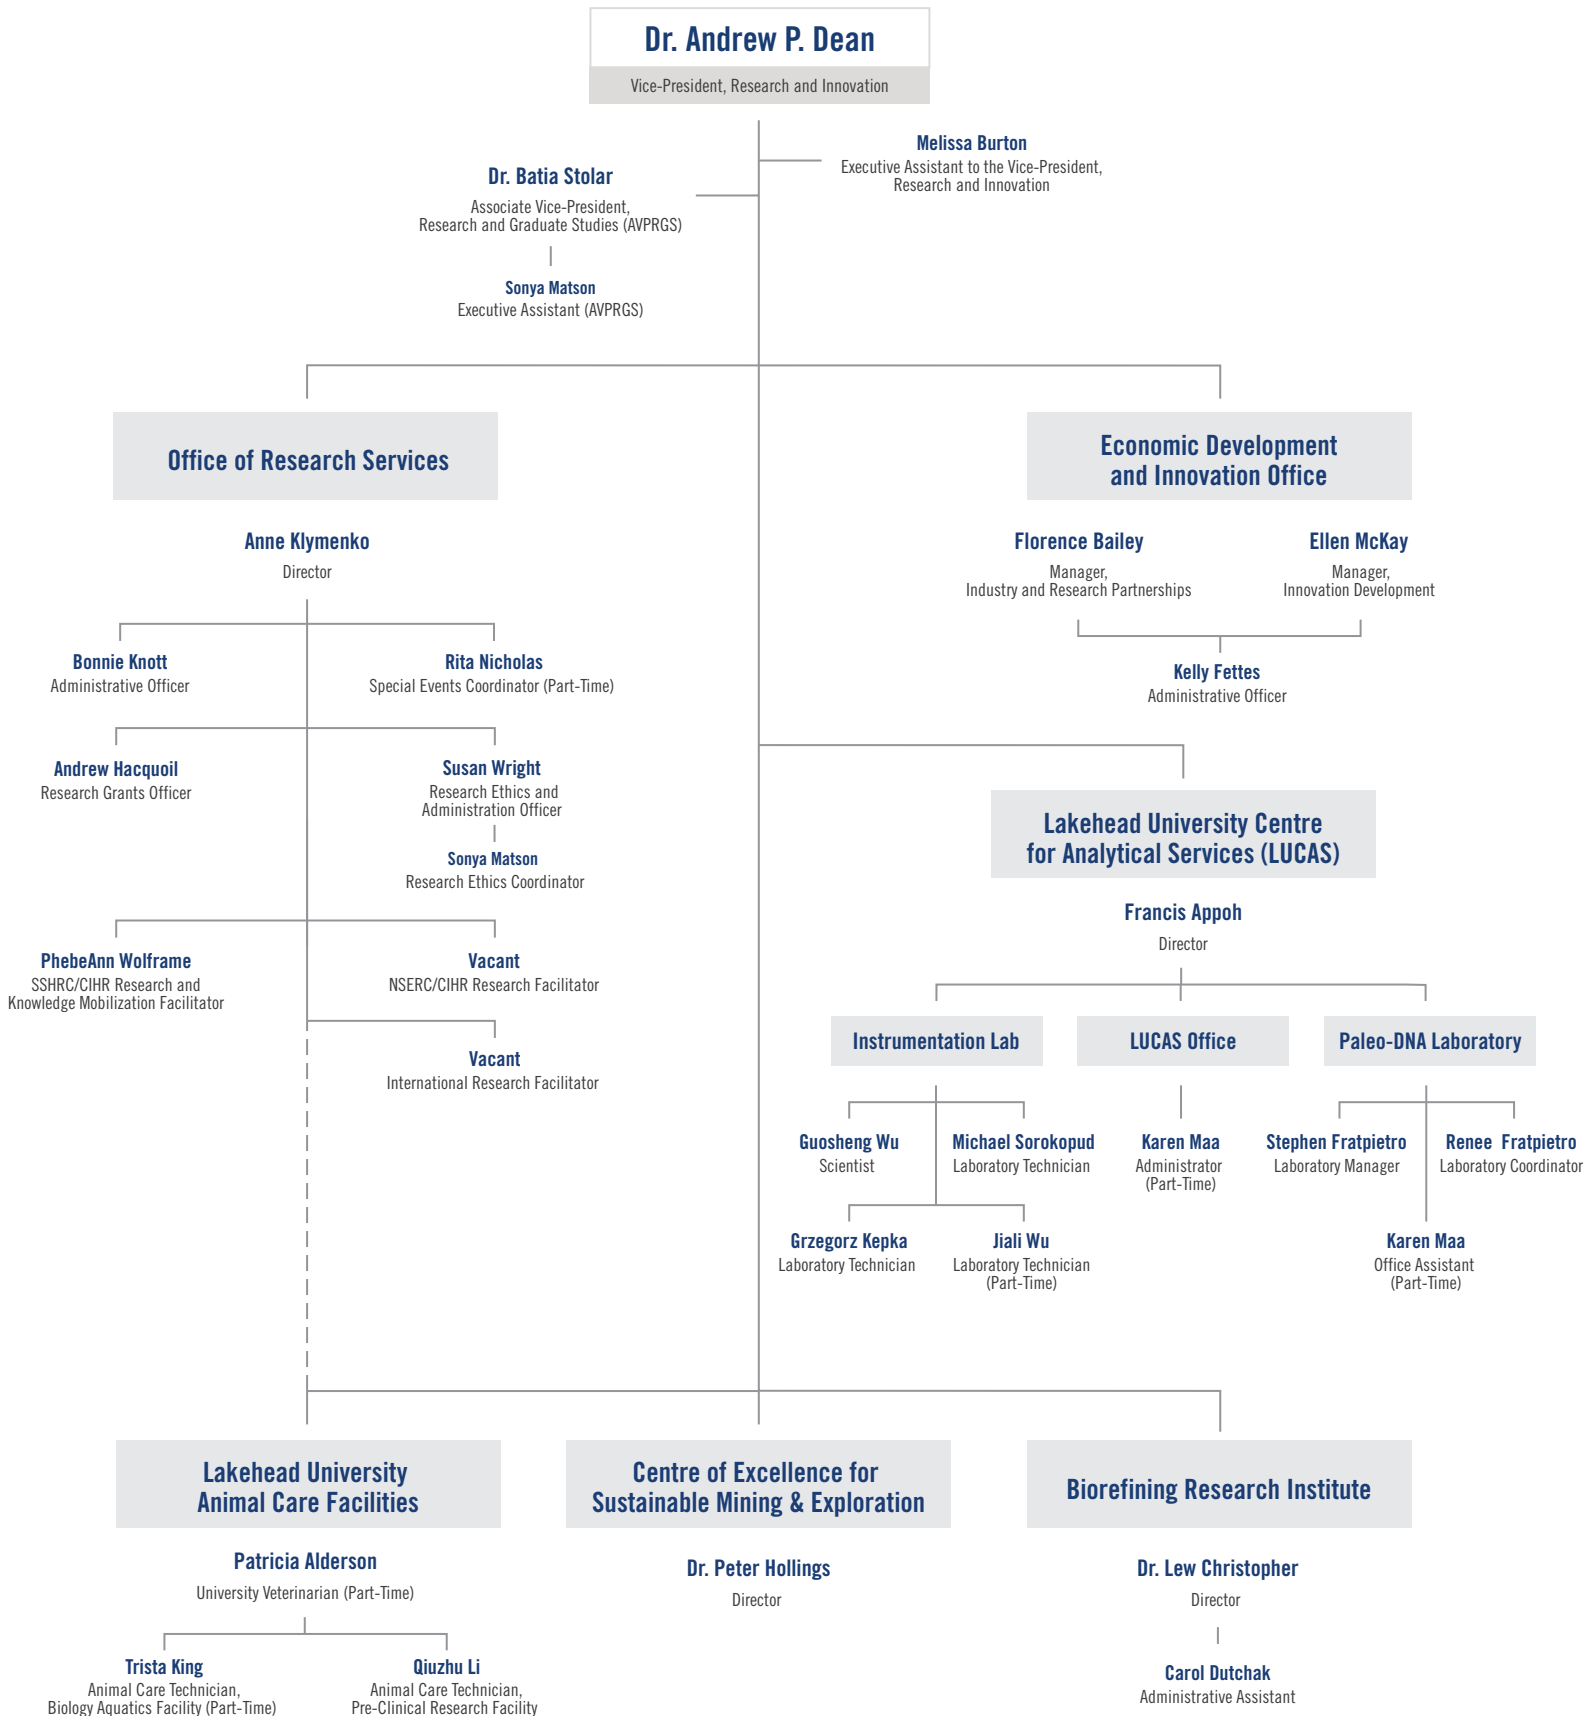 Dr. Andrew P. Dean
Vice-President, Research and Innovation
Melissa Burton
Executive Assistant to the Vice-President,
Research and Innovation
Dr. Batia Stolar
Associate Vice-President,
Research and Graduate Studies (AVPRGS)
Sonya Matson
Executive Assistant (AVPRGS)
Office of Research Services
Anne Klymenko
Director
Bonnie Knott
Administrative Officer
Rita Nicholas
Special Events Coordinator (Part-Time)
Andrew Hacquoil
Research Grants Officer
Susan Wright
Research Ethics and
Administration Officer
Sonya Matson
Research Ethics Coordinator
PhebeAnn Wolframe
SSHRC/CIHR Research and
Knowledge Mobilization Facilitator
Vacant
NSERC/CIHR Research Facilitator
Vacant
International Research Facilitator
Economic Development
and Innovation Office
Florence Bailey
Manager,
Industry and Research Partnerships
Ellen McKay
Manager,
Innovation Development
Kelly Fettes
Administrative Officer
Lakehead University Centre
for Analytical Services (LUCAS)
Francis Appoh
Director
Instrumentation Lab
Guosheng Wu
Scientist
Michael Sorokopud
Laboratory Technician
Grzegorz Kepka
Laboratory Technician
Jiali Wu
Laboratory Technician
(Part-Time)
LUCAS Office
Karen Maa
Administrator
(Part-Time)
Paleo-DNA Laboratory
Stephen Fratpietro
Laboratory Manager
Renee Fratpietro
Laboratory Coordinator
Karen Maa
Office Assistant
(Part-Time)
Lakehead University
Animal Care Facilities
Patricia Alderson
University Veterinarian (Part-Time)
Trista King
Animal Care Technician,
Biology Aquatics Facility (Part-Time)
Qiuzhu Li
Animal Care Technician,
Pre-Clinical Research Facility
Centre of Excellence for
Sustainable Mining & Exploration
Dr. Peter Hollings
Director
Biorefining Research Institute
Dr. Lew Christopher
Director
Carol Dutchak
Administrative Assistant